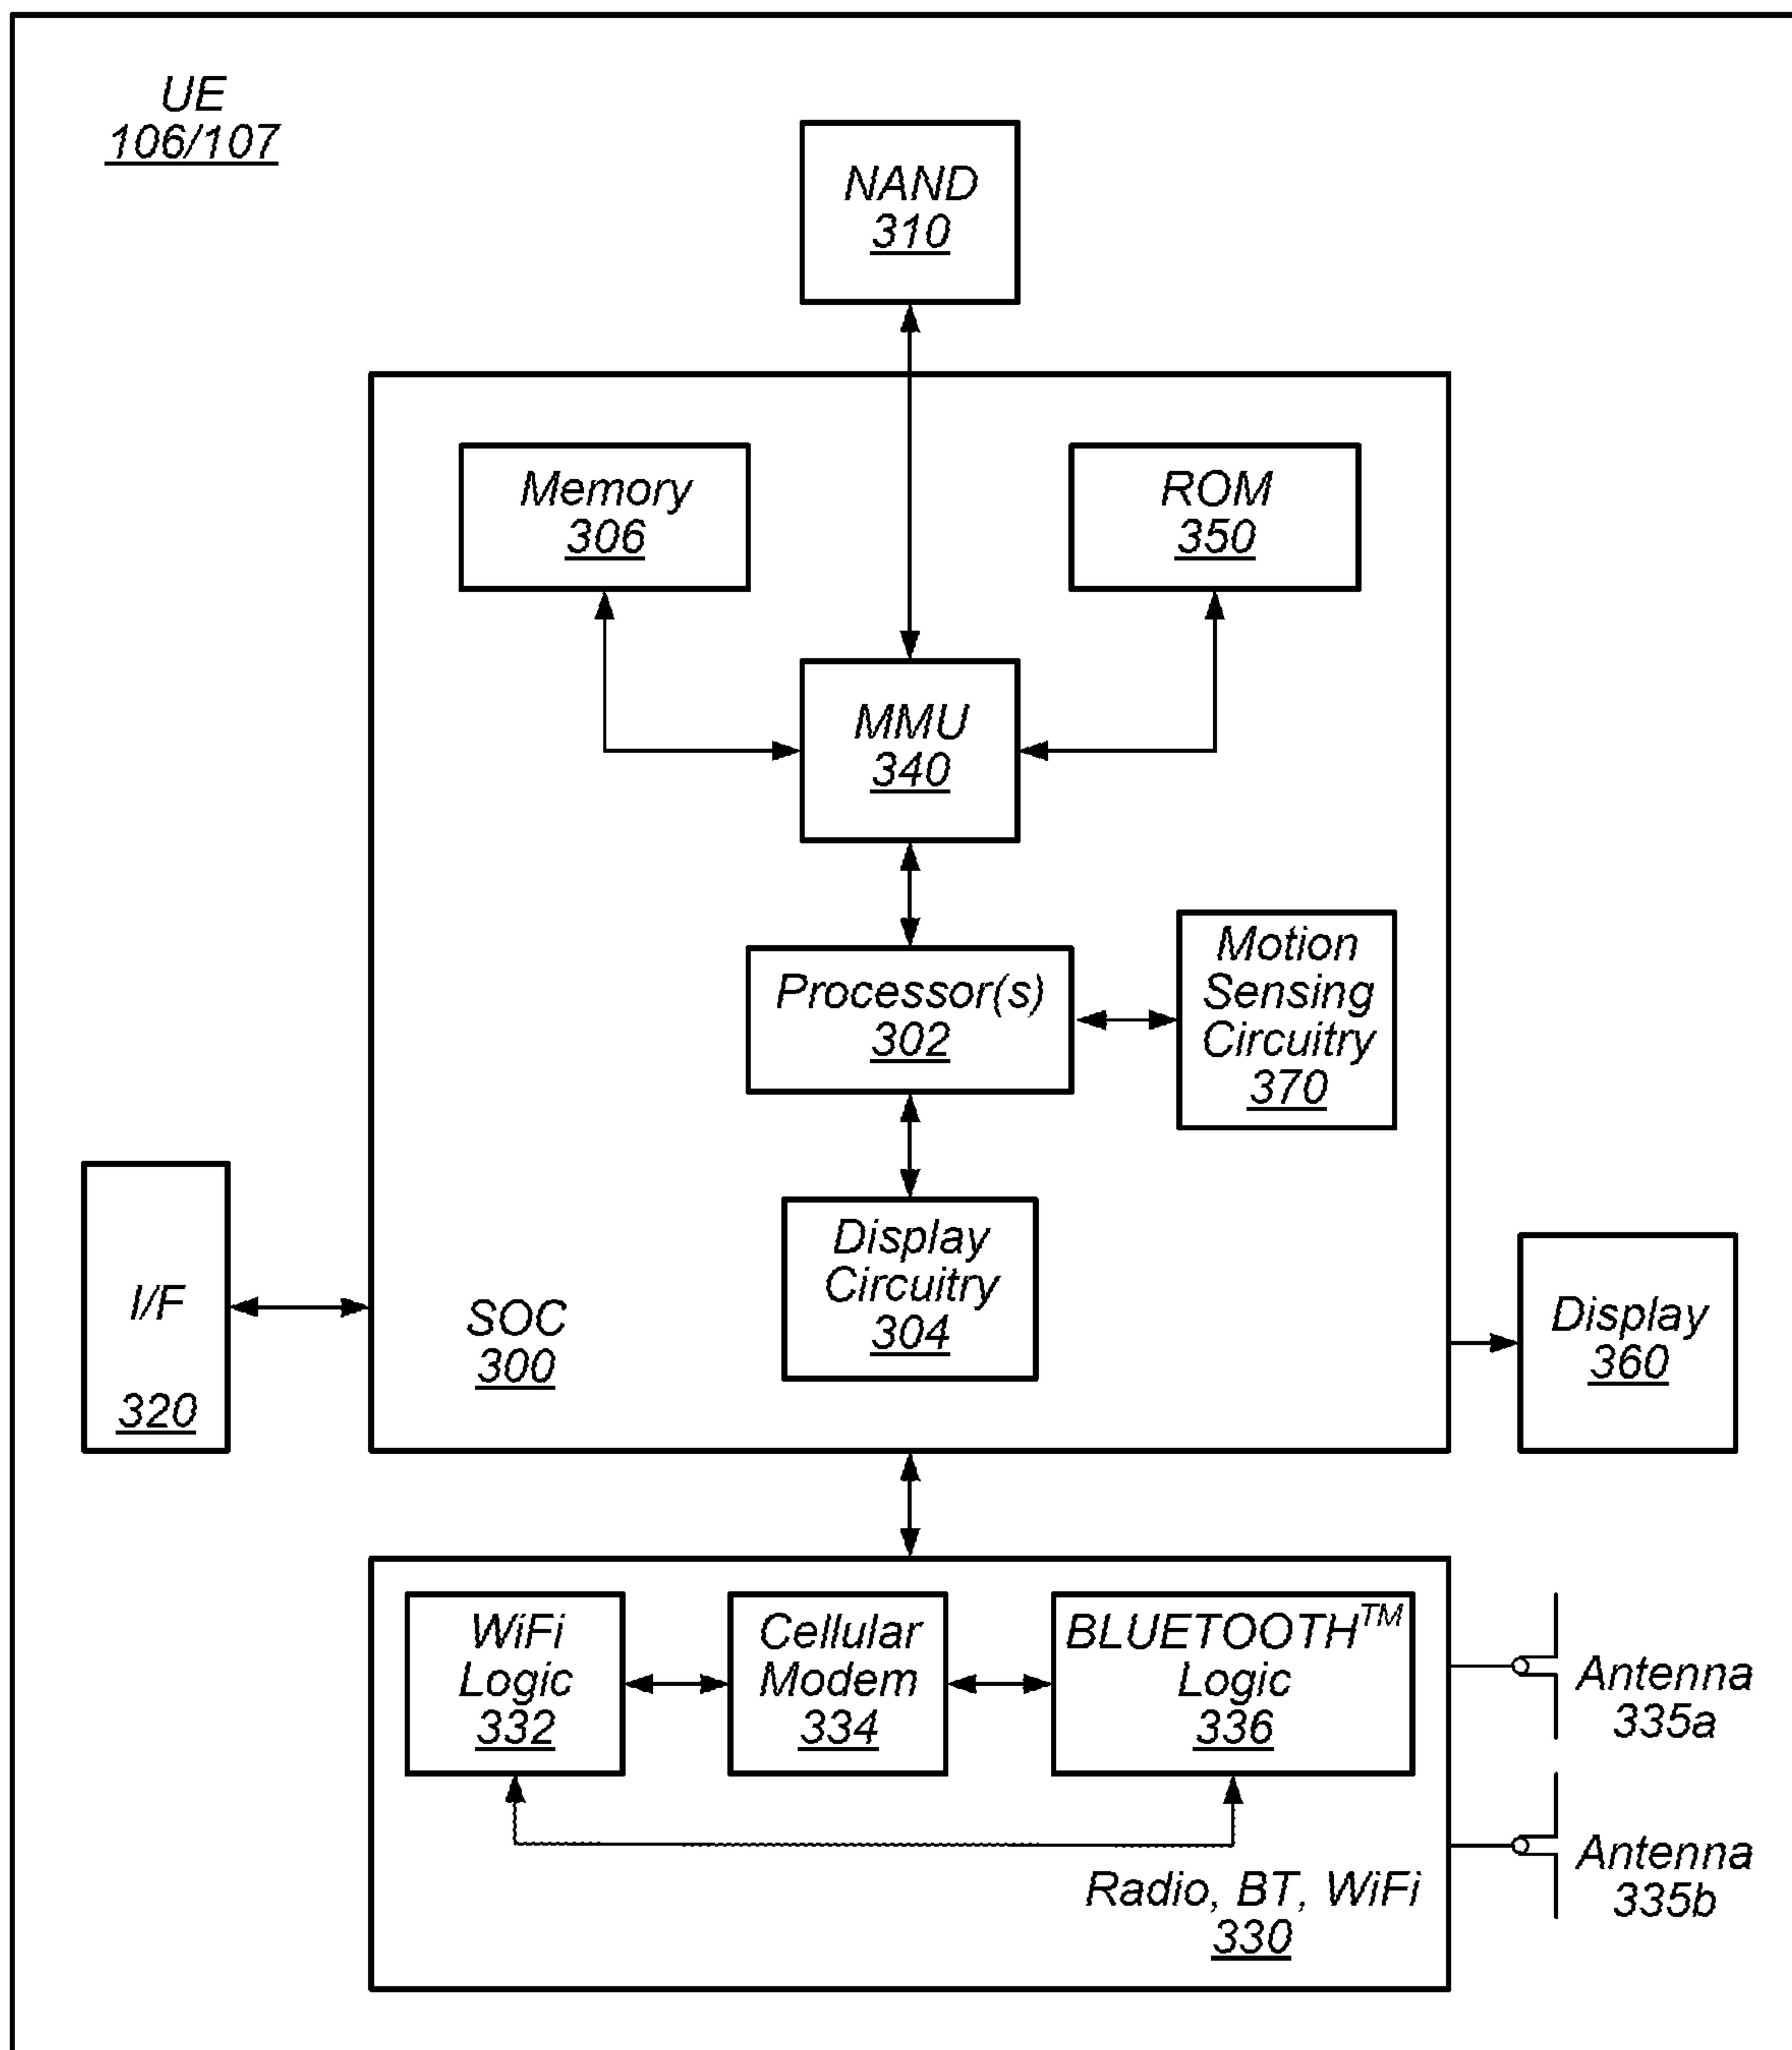 UE
106/107
NAND
310
Memory
306
ROM
350
MMU
340
Processor(s)
302
Motion
Sensing
Circuitry
370
Display
Circuitry
304
I/F
320
SOC
300
Display
360
WiFi
Logic
332
Cellular
Modem
334
BLUETOOTH™
Logic
336
Antenna
335a
Antenna
335b
Radio, BT, WiFi
330